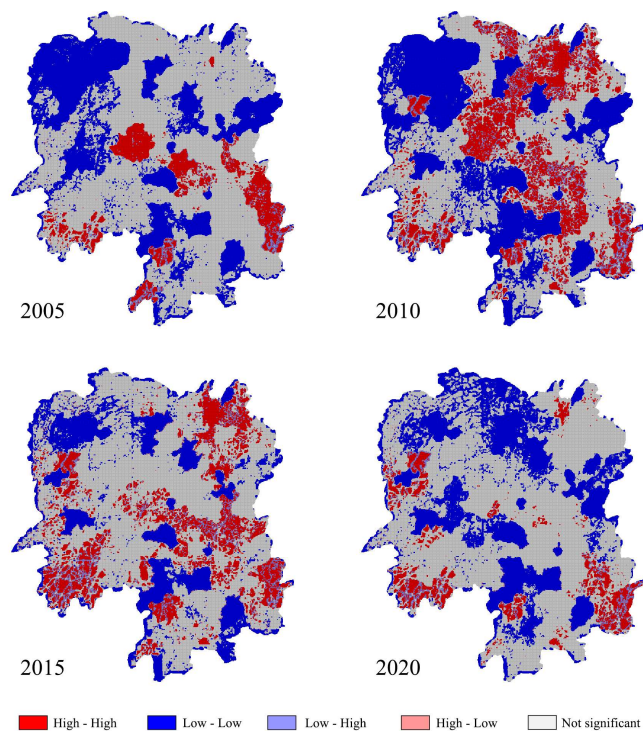 2005
2010
2015
2020
High - High
Low - Low
Low - High
High - Low
Not significant